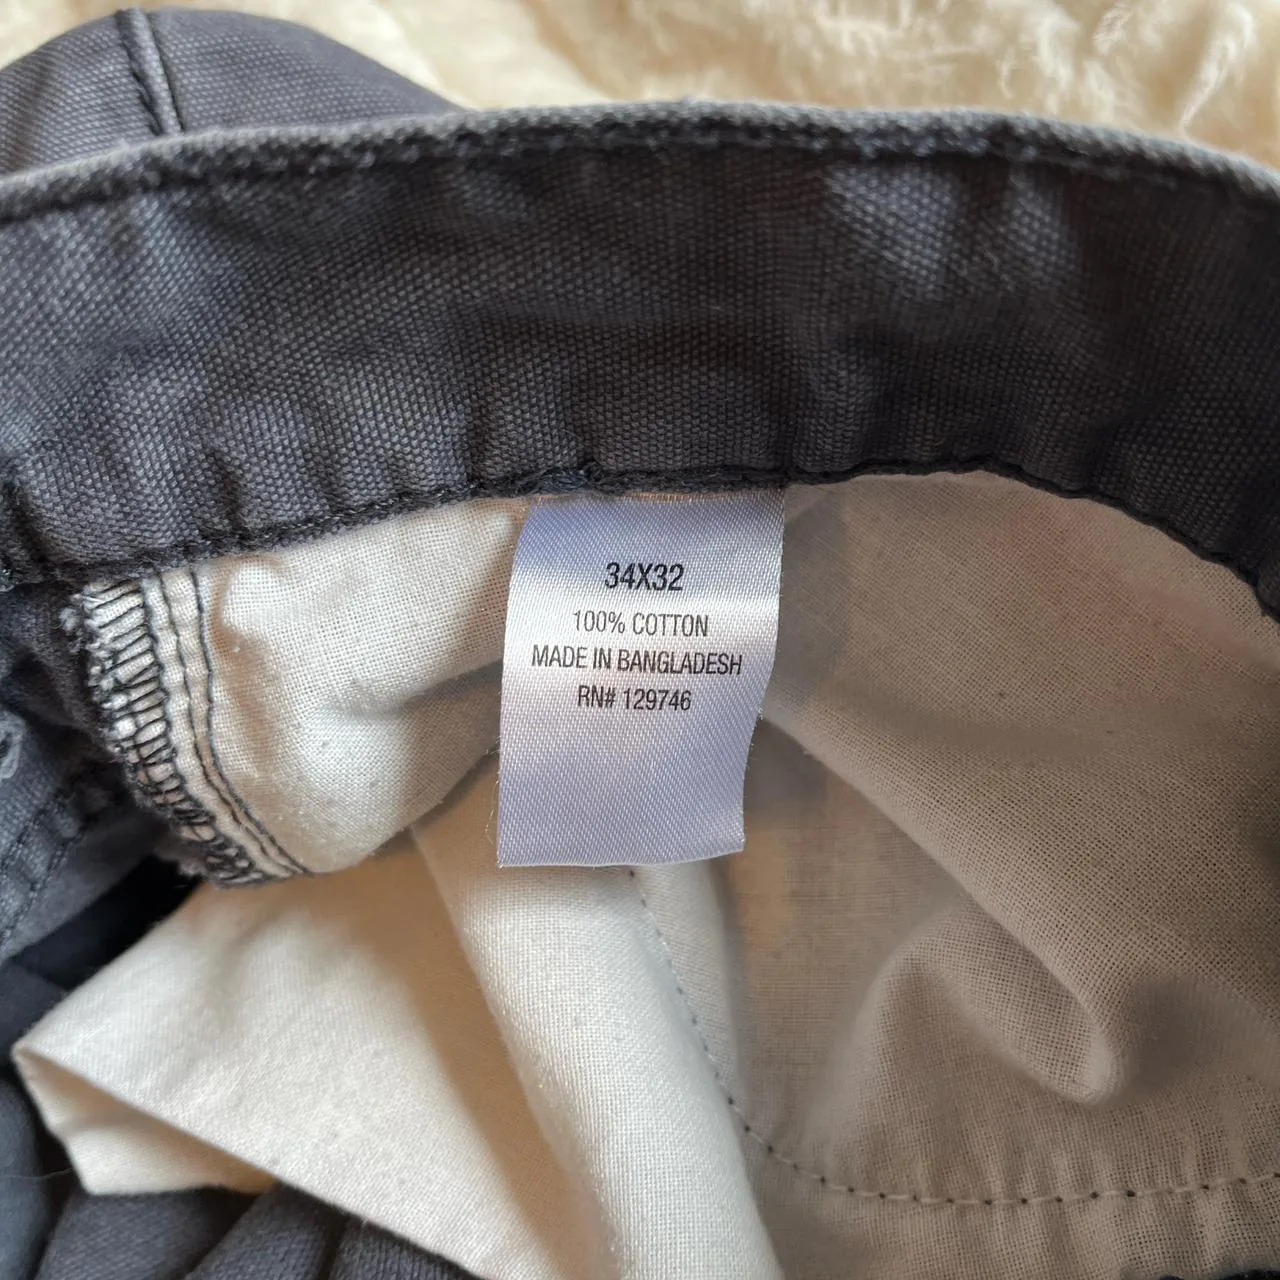 34X32
100% COTTON
MADE IN BANGLADESH
RN# 129746